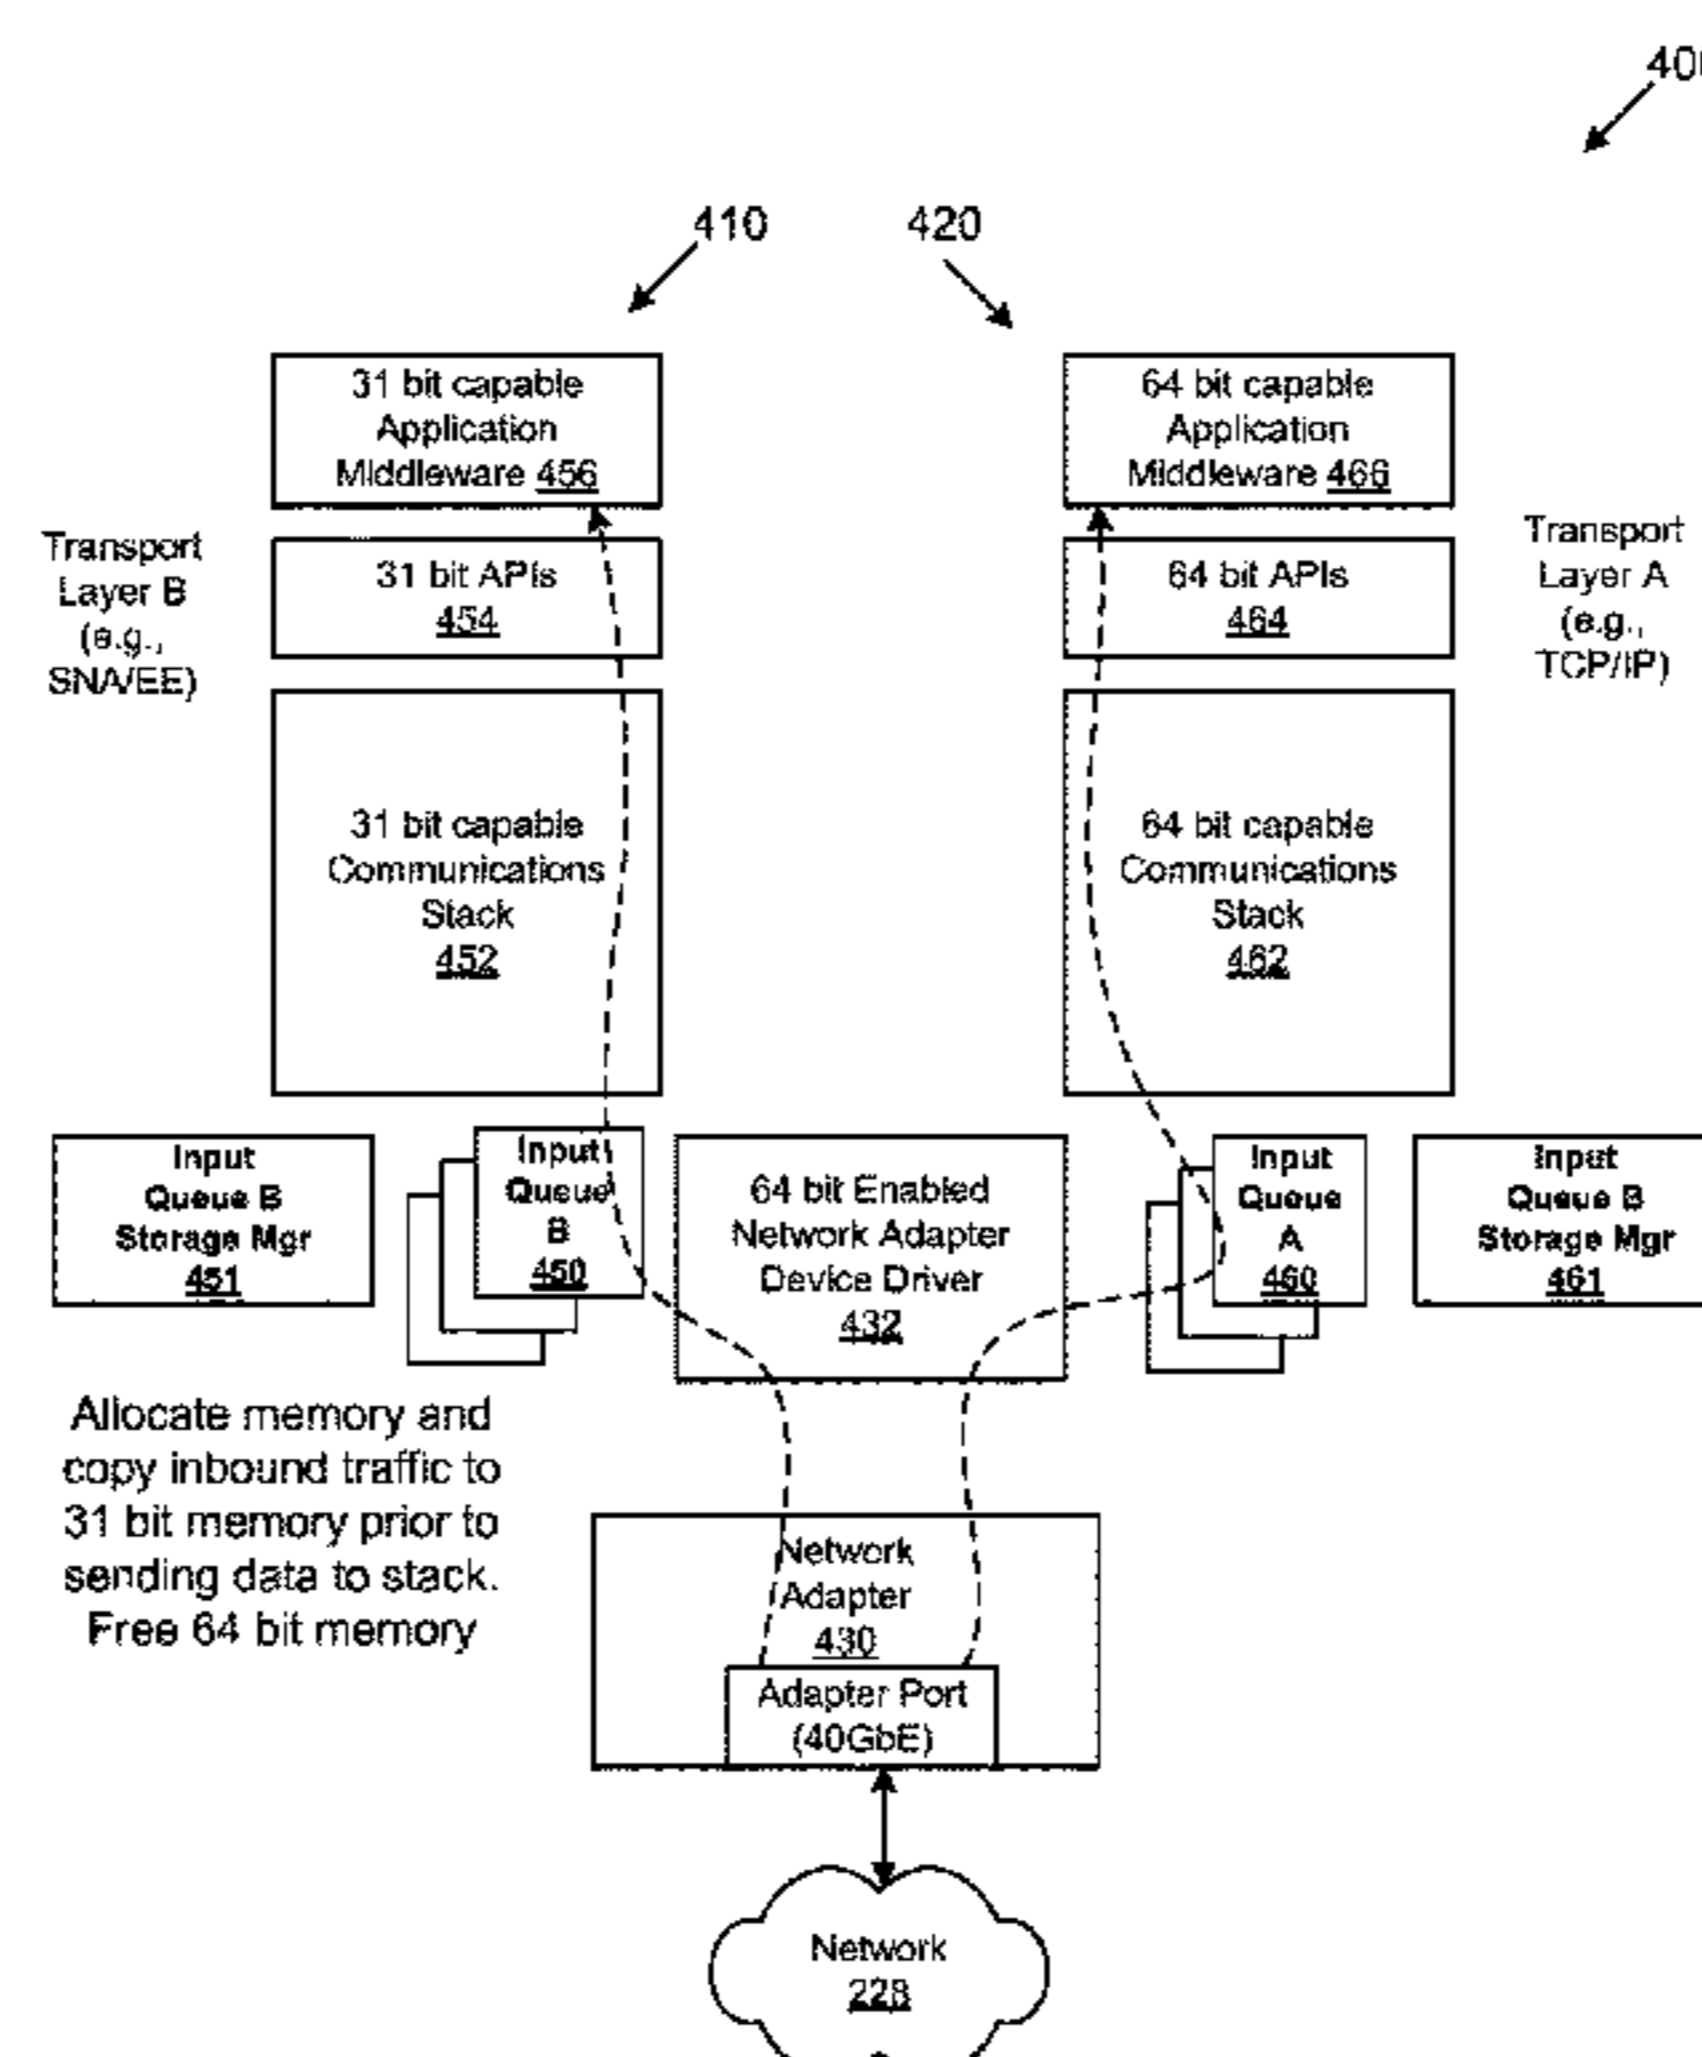 400
410
420
31 bit capable
Application
Middleware 456
64 bit capable
Application
Middleware 466
Transport
Layer B
(e.g.,
SNA/EE)
31 bit APIs
454
64 bit APIs
464
Transport
Layer A
(e.g.,
TCP/IP)
31 bit capable
Communications
Stack
452
64 bit capable
Communications
Stack
462
Input
Queue B
Storage Mgr
451
Input
Queue
B
450
64 bit Enabled
Network Adapter
Device Driver
432
Input
Queue
A
460
Input
Queue B
Storage Mgr
461
Allocate memory and
copy inbound traffic to
31 bit memory prior to
sending data to stack.
Free 64 bit memory
Network
Adapter
430
Adapter Port
(40GbE)
Network
228